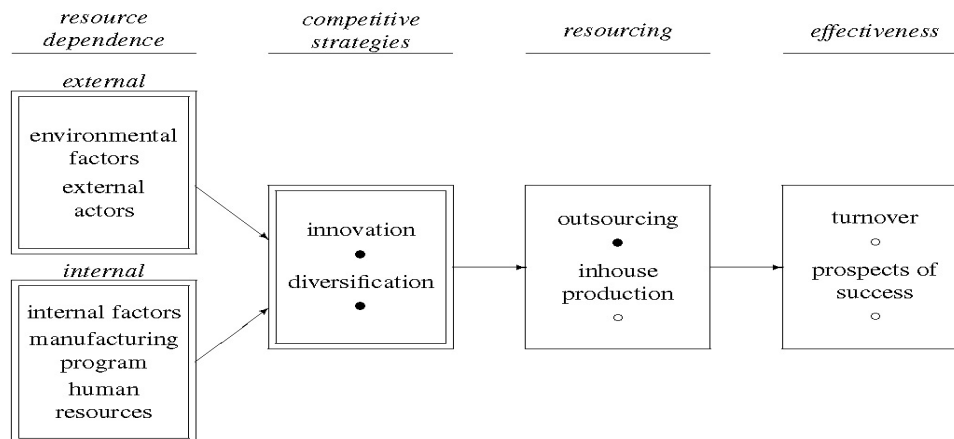 resource
dependence
competitive
strategies
resourcing
effectiveness
external
environmental
factors
external
actors
internal
internal factors
manufacturing
program
human
resources
innovation
diversification
outsourcing
inhouse
production
turnover
prospects of
success